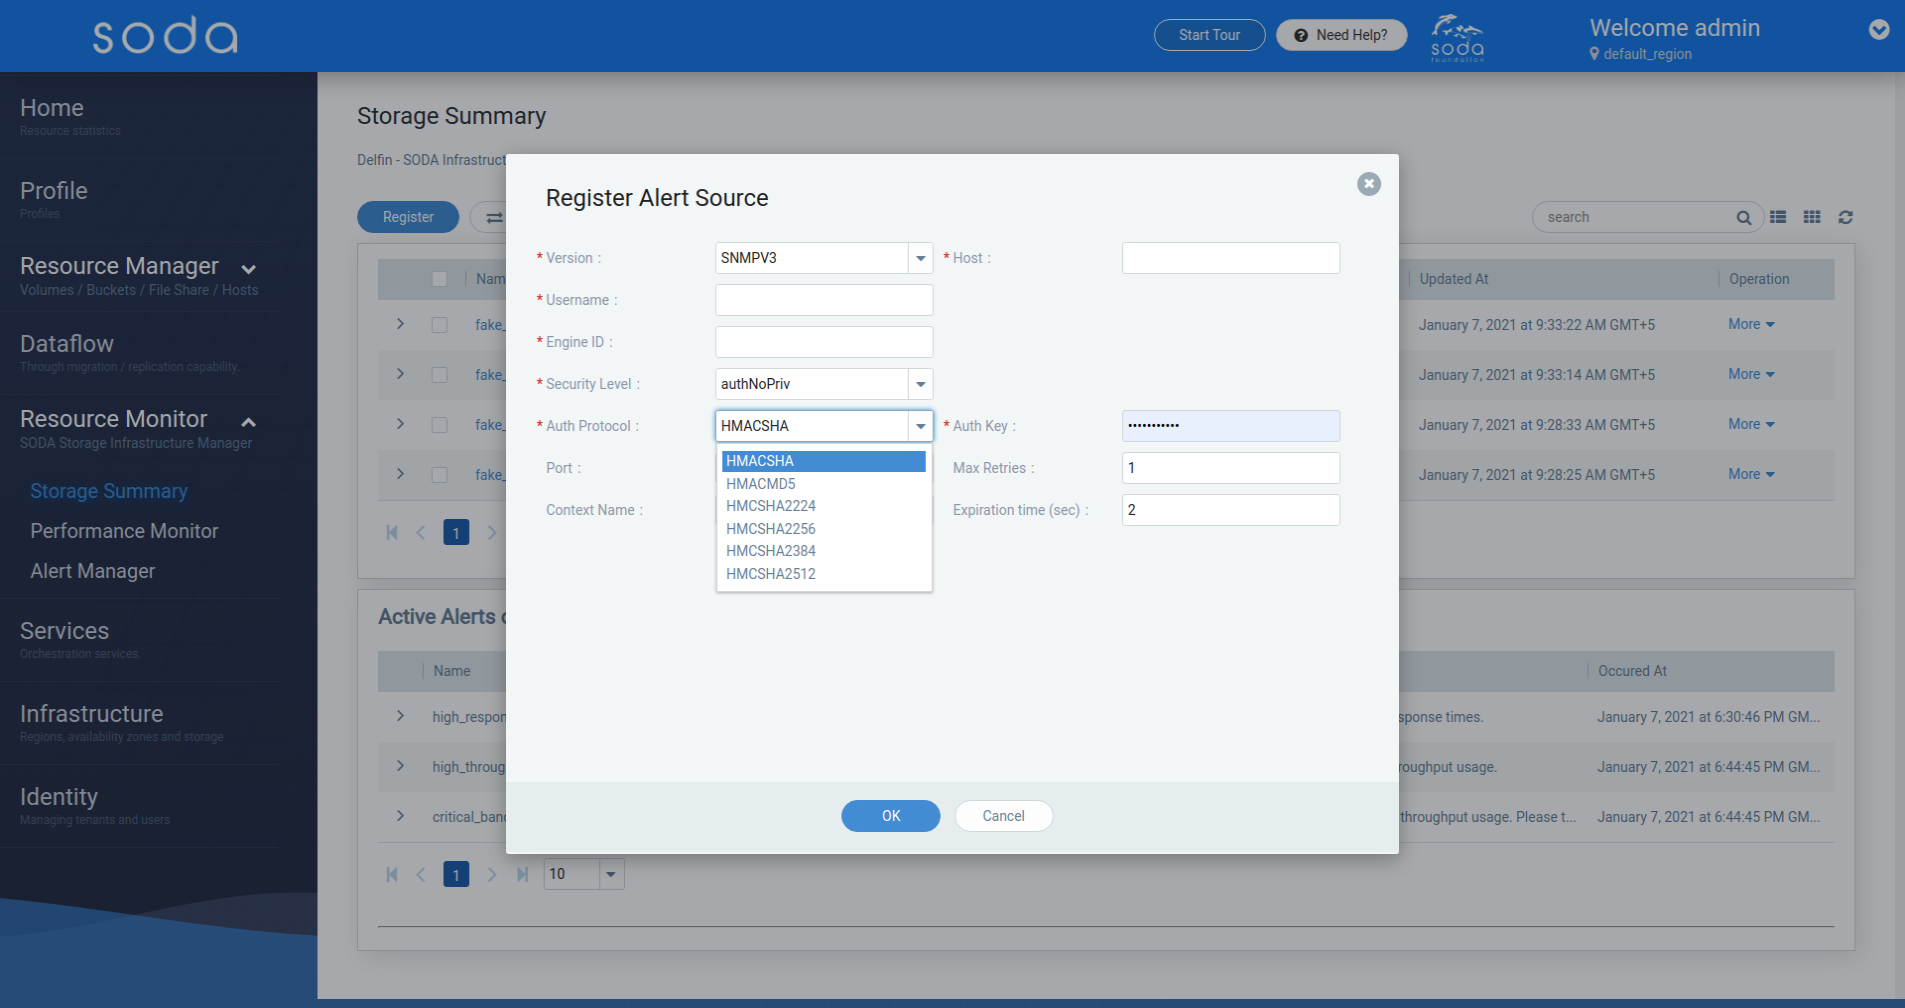 soda
Start Tour
Need Help?
soda
foundation
Welcome admin
default_region
Home
Resource statistics
Profile
Profiles
Resource Manager
Volumes / Buckets / File Share / Hosts
Dataflow
Through migration / replication capability.
Resource Monitor
SODA Storage Infrastructure Manager
Storage Summary
Performance Monitor
Alert Manager
Services
Orchestration services.
Infrastructure
Regions, availability zones and storage
Identity
Managing tenants and users
Storage Summary
Delfin - SODA Infrastruct
Register
search
Nam
Updated At
Operation
fake_
January 7, 2021 at 9:33:22 AM GMT+5
More
fake_
January 7, 2021 at 9:33:14 AM GMT+5
More
fake_
January 7, 2021 at 9:28:33 AM GMT+5
More
fake_
January 7, 2021 at 9:28:25 AM GMT+5
More
1
Register Alert Source
* Version :
SNMPV3
* Host :
* Username :
* Engine ID :
* Security Level :
authNoPriv
* Auth Protocol :
HMACSHA
* Auth Key :
•••••••••••
HMACSHA
HMACMD5
HMCSHA2224
HMCSHA2256
HMCSHA2384
HMCSHA2512
Port :
Max Retries :
1
Context Name :
Expiration time (sec) :
2
OK
Cancel
Active Alerts
Name
Occured At
high_respon
sponse times.
January 7, 2021 at 6:30:46 PM GM...
high_throug
roughput usage.
January 7, 2021 at 6:44:45 PM GM...
critical_banc
throughput usage. Please t...
January 7, 2021 at 6:44:45 PM GM...
1
10